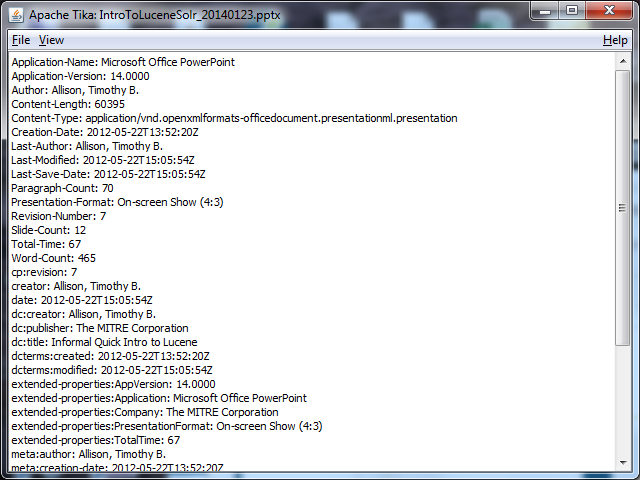 Apache Tika: IntroToLuceneSolr_20140123.pptx
File View Help
Application-Name: Microsoft Office PowerPoint
Application-Version: 14.0000
Author: Allison, Timothy B.
Content-Length: 60395
Content-Type: application/vnd.openxmlformats-officedocument.presentationml.presentation
Creation-Date: 2012-05-22T13:52:20Z
Last-Author: Allison, Timothy B.
Last-Modified: 2012-05-22T15:05:54Z
Last-Save-Date: 2012-05-22T15:05:54Z
Paragraph-Count: 70
Presentation-Format: On-screen Show (4:3)
Revision-Number: 7
Slide-Count: 12
Total-Time: 67
Word-Count: 465
cp:revision: 7
creator: Allison, Timothy B.
date: 2012-05-22T15:05:54Z
dc:creator: Allison, Timothy B.
dc:publisher: The MITRE Corporation
dc:title: Informal Quick Intro to Lucene
dcterms:created: 2012-05-22T13:52:20Z
dcterms:modified: 2012-05-22T15:05:54Z
extended-properties:AppVersion: 14.0000
extended-properties:Application: Microsoft Office PowerPoint
extended-properties:Company: The MITRE Corporation
extended-properties:PresentationFormat: On-screen Show (4:3)
extended-properties:TotalTime: 67
meta:author: Allison, Timothy B.
meta:creation-date: 2012-05-22T13:52:20Z